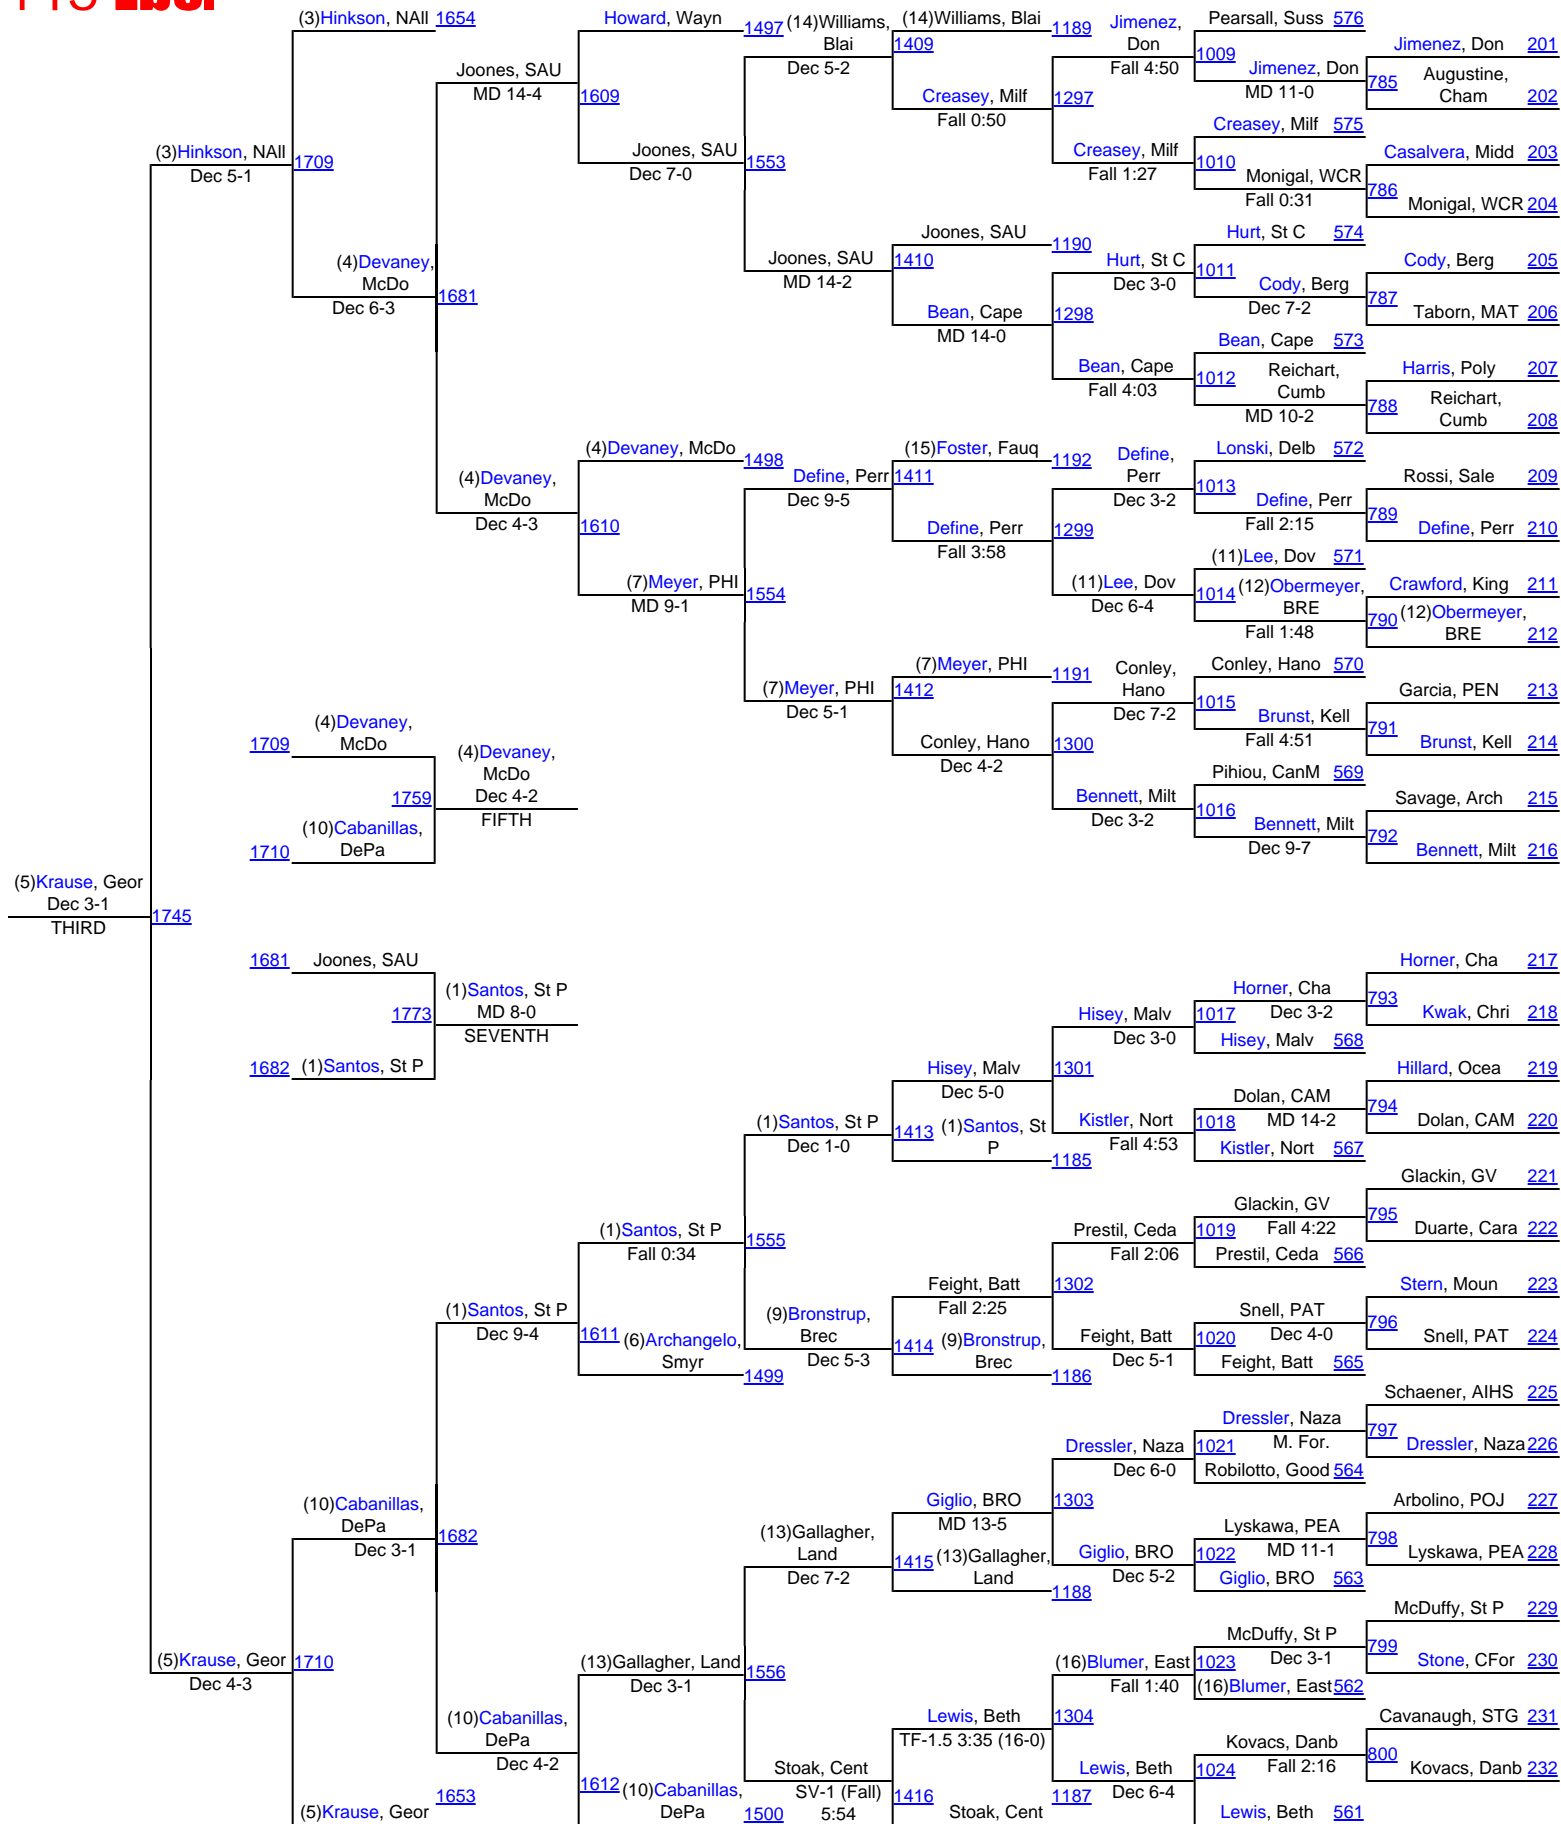 (3)Hinkson, NAll 1654
Howard, Wayn 1497
(14)Williams,
Blai
Dec 5-2
(14)Williams, Blai 1189
1409
Jimenez,
Don
Fall 4:50
Pearsall, Suss 576
1009
Jimenez, Don 201
Jimenez, Don
MD 11-0
785
Augustine,
Cham 202
Joones, SAU
MD 14-4
1609
Creasey, Milf
Fall 0:50
1297
Creasey, Milf 575
Creasey, Milf
Fall 1:27
1010
Monigal, WCR
Fall 0:31
Casalvera, Midd 203
786
Monigal, WCR 204
(3)Hinkson, NAll
Dec 5-1
1709
Joones, SAU
Dec 7-0
1553
Joones, SAU 1190
Joones, SAU
MD 14-2
1410
Hurt, St C
Dec 3-0
Hurt, St C 574
1011
Cody, Berg
Dec 7-2
Cody, Berg 205
787
Taborn, MAT 206
(4)Devaney,
McDo
Dec 6-3
1681
Bean, Cape
MD 14-0
1298
Bean, Cape 573
Bean, Cape
Fall 4:03
1012
Reichart,
Cumb
MD 10-2
Harris, Poly 207
788
Reichart,
Cumb 208
(4)Devaney, McDo 1498
(4)Devaney,
McDo
Dec 4-3
1610
Define, Perr
Dec 9-5
(15)Foster, Fauq 1192
1411
Define,
Perr
Dec 3-2
Lonski, Delb 572
1013
Define, Perr
Fall 2:15
Rossi, Sale 209
789
Define, Perr 210
Define, Perr
Fall 3:58
1299
(7)Meyer, PHI
MD 9-1
1554
(11)Lee, Dov 571
(11)Lee, Dov
Dec 6-4
1014
(12)Obermeyer,
BRE
Fall 1:48
Crawford, King 211
790
(12)Obermeyer,
BRE 212
(7)Meyer, PHI 1191
(7)Meyer, PHI
Dec 5-1
1412
Conley,
Hano
Dec 7-2
Conley, Hano 570
1015
Brunst, Kell
Fall 4:51
Garcia, PEN 213
791
Brunst, Kell 214
Conley, Hano
Dec 4-2
1300
Pihiou, CanM 569
Bennett, Milt
Dec 3-2
1016
Bennett, Milt
Dec 9-7
Savage, Arch 215
792
Bennett, Milt 216
1709
(4)Devaney,
McDo
1759
(4)Devaney,
McDo
Dec 4-2
FIFTH
1710
(10)Cabanillas,
DePa
(5)Krause, Geor
Dec 3-1
THIRD
1745
1681 Joones, SAU
1773
(1)Santos, St P
MD 8-0
SEVENTH
1682 (1)Santos, St P
Horner, Cha 217
Horner, Cha
Dec 3-2
793
Kwak, Chri 218
Hisey, Malv
Dec 3-0
1017
Hisey, Malv 568
Hisey, Malv
Dec 5-0
1301
Hillard, Ocea 219
Dolan, CAM
MD 14-2
794
Dolan, CAM 220
(1)Santos, St P
Dec 1-0
1413
(1)Santos, St
P
1185
Kistler, Nort
Fall 4:53
1018
Kistler, Nort 567
Glackin, GV 221
Glackin, GV
Fall 4:22
795
Duarte, Cara 222
(1)Santos, St P
Fall 0:34
1555
Prestil, Ceda
Fall 2:06
1019
Prestil, Ceda 566
Feight, Batt
Fall 2:25
1302
Stern, Moun 223
Snell, PAT
Dec 4-0
796
Snell, PAT 224
(1)Santos, St P
Dec 9-4
1611
(6)Archangelo,
Smyr
1499
(9)Bronstrup,
Brec
Dec 5-3
1414
(9)Bronstrup,
Brec
1186
Feight, Batt
Dec 5-1
1020
Feight, Batt 565
Schaener, AIHS 225
Dressler, Naza
M. For.
797
Dressler, Naza 226
Dressler, Naza
Dec 6-0
1021
Robilotto, Good 564
(10)Cabanillas,
DePa
Dec 3-1
1682
Giglio, BRO
MD 13-5
1303
Arbolino, POJ 227
Lyskawa, PEA
MD 11-1
798
Lyskawa, PEA 228
(13)Gallagher,
Land
Dec 7-2
1415
(13)Gallagher,
Land
1188
Giglio, BRO
Dec 5-2
1022
Giglio, BRO 563
McDuffy, St P 229
McDuffy, St P
Dec 3-1
799
Stone, CFor 230
(5)Krause, Geor
Dec 4-3
1710
(13)Gallagher, Land
Dec 3-1
1556
(16)Blumer, East
Fall 1:40
1023
(16)Blumer, East 562
(10)Cabanillas,
DePa
Dec 4-2
Lewis, Beth
TF-1.5 3:35 (16-0)
1304
Cavanaugh, STG 231
Kovacs, Danb
Fall 2:16
800
Kovacs, Danb 232
1612
(10)Cabanillas,
DePa 1500
Stoak, Cent
SV-1 (Fall)
5:54
1416
Lewis, Beth
Dec 6-4
1024
(5)Krause, Geor 1653
Stoak, Cent 1187
Lewis, Beth 561